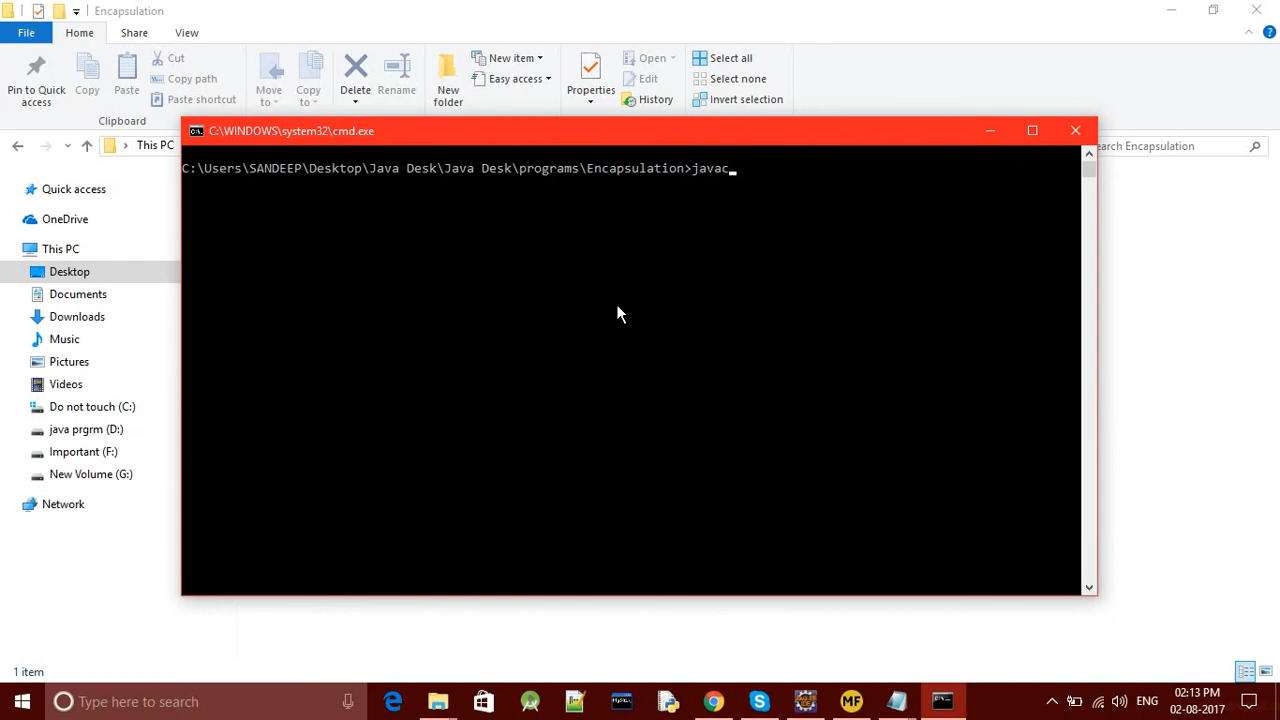 Encapsulation
File
Home
Share
View
Pin to Quick access
Copy
Paste
Cut
Copy path
Paste shortcut
Clipboard
Move to
Copy to
Delete
Rename
New folder
New item
Easy access
Properties
Open
Edit
History
Select all
Select none
Invert selection
This PC
earch Encapsulation
C:\WINDOWS\system32\cmd.exe
C:\Users\SANDEEP\Desktop\Java Desk\Java Desk\programs\Encapsulation>javac
Quick access
OneDrive
This PC
Desktop
Documents
Downloads
Music
Pictures
Videos
Do not touch (C:)
java prgrm (D:)
Important (F:)
New Volume (G:)
Network
1 item
Type here to search
MF
ENG
02:13 PM
02-08-2017